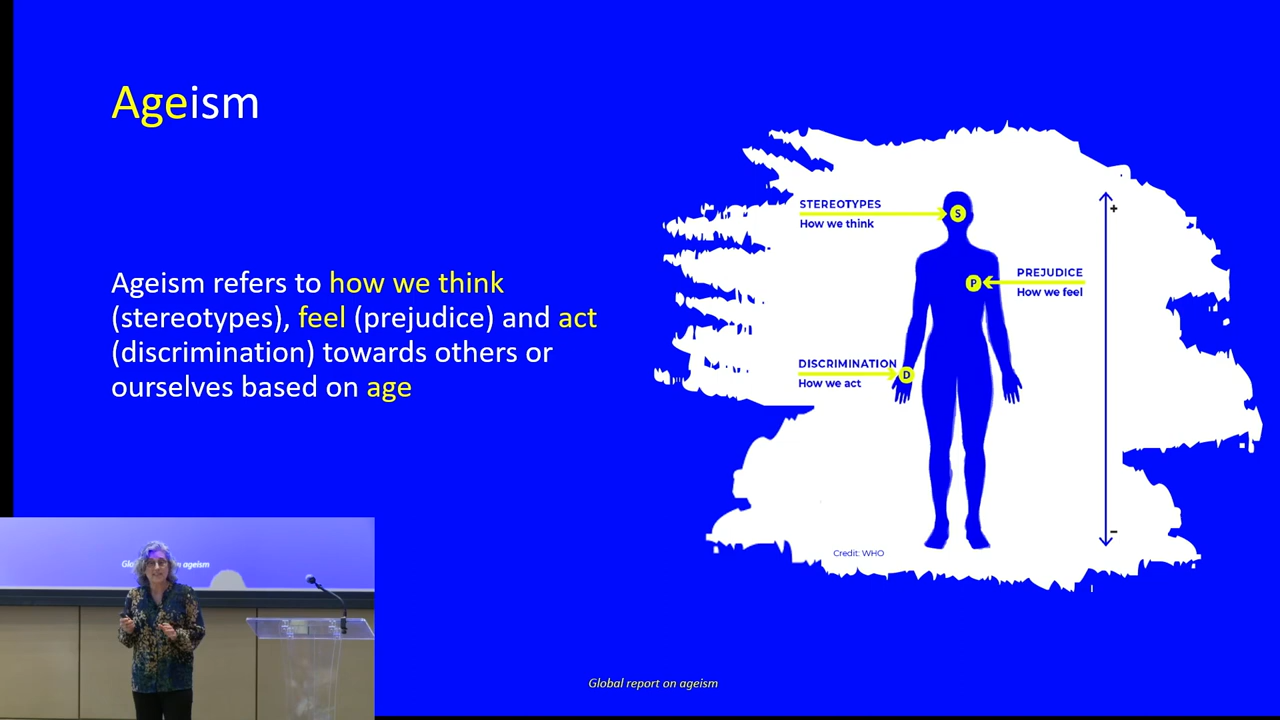 Ageism
Ageism refers to how we think
(stereotypes), feel (prejudice) and act
(discrimination) towards others or
ourselves based on age
STEREOTYPES
How we think
S
+
PREJUDICE
How we feel
P
DISCRIMINATION
How we act
D
–
Credit: WHO
Global report on ageism
Glo
n ageism